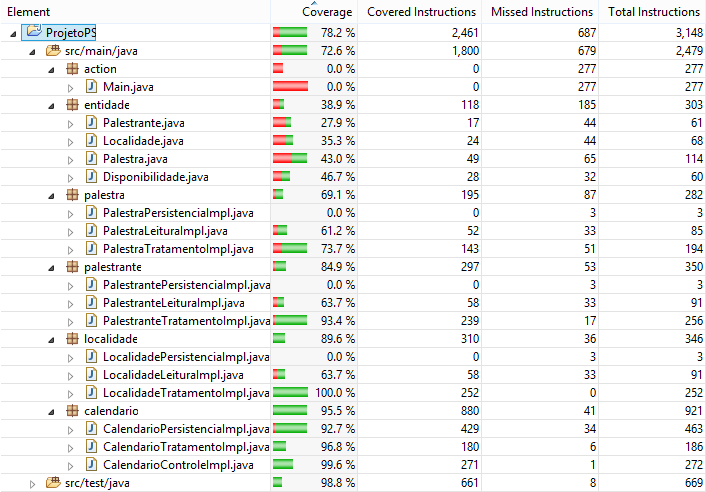 Element Coverage Covered Instructions Missed Instructions Total Instructions
ProjetoPS 78.2 % 2,461 687 3,148
src/main/java 72.6 % 1,800 679 2,479
action 0.0 % 0 277 277
Main.java 0.0 % 0 277 277
entidade 38.9 % 118 185 303
Palestrante.java 27.9 % 17 44 61
Localidade.java 35.3 % 24 44 68
Palestra.java 43.0 % 49 65 114
Disponibilidade.java 46.7 % 28 32 60
palestra 69.1 % 195 87 282
PalestraPersistenciaImpl.java 0.0 % 0 3 3
PalestraLeituraImpl.java 61.2 % 52 33 85
PalestraTratamentoImpl.java 73.7 % 143 51 194
palestrante 84.9 % 297 53 350
PalestrantePersistenciaImpl.java 0.0 % 0 3 3
PalestranteLeituraImpl.java 63.7 % 58 33 91
PalestranteTratamentoImpl.java 93.4 % 239 17 256
localidade 89.6 % 310 36 346
LocalidadePersistenciaImpl.java 0.0 % 0 3 3
LocalidadeLeituraImpl.java 63.7 % 58 33 91
LocalidadeTratamentoImpl.java 100.0 % 252 0 252
calendario 95.5 % 880 41 921
CalendarioPersistenciaImpl.java 92.7 % 429 34 463
CalendarioTratamentoImpl.java 96.8 % 180 6 186
CalendarioControleImpl.java 99.6 % 271 1 272
src/test/java 98.8 % 661 8 669